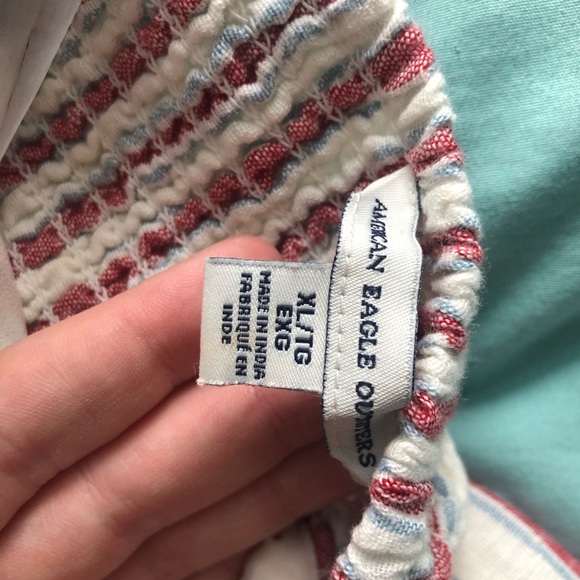 AMERICAN EAGLE OUTFITTERS
XL/TG
EXG
MADE IN INDIA
FABRIQUÉ EN
INDE